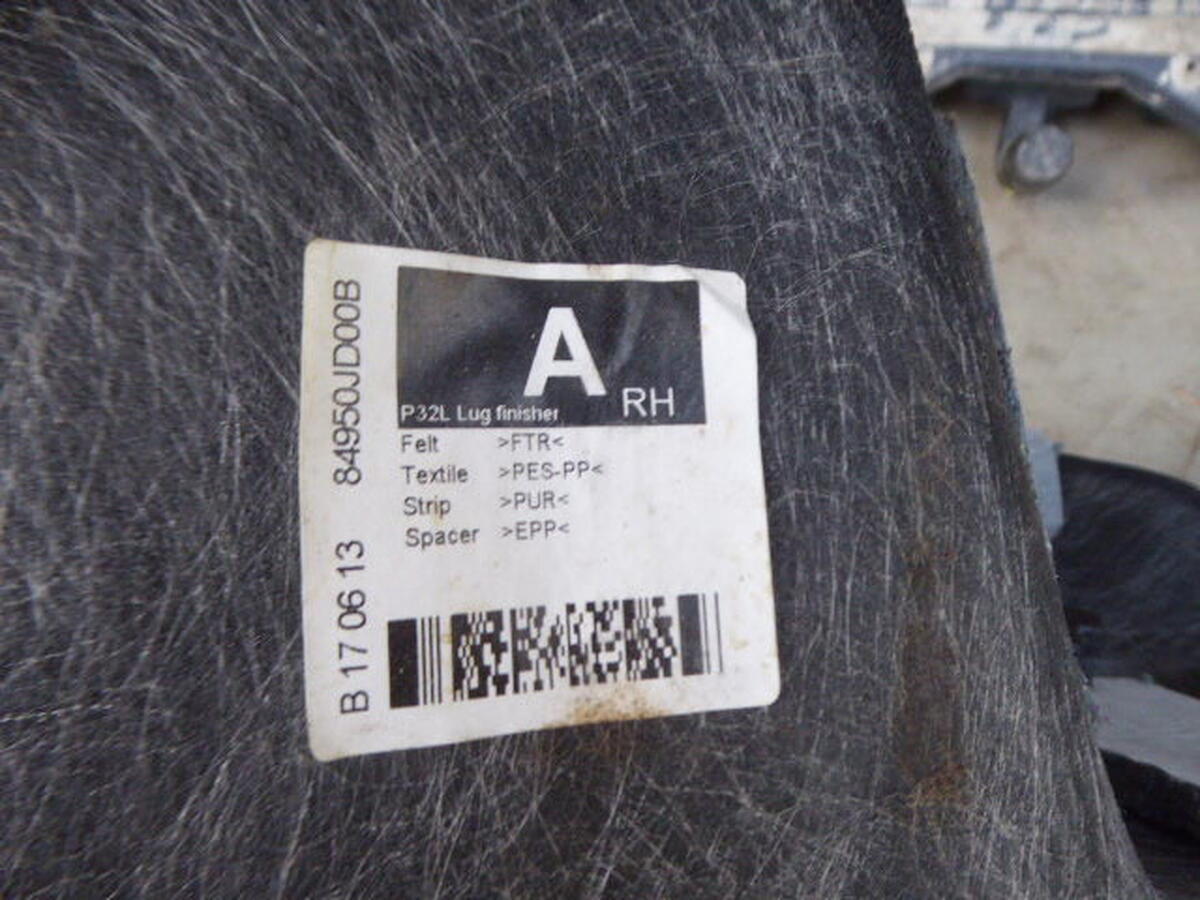 A
RH
P32L Lug finisher
Felt >FTR<
Textile >PES-PP<
Strip >PUR<
Spacer >EPP<
B 17 06 13 84950JD00B